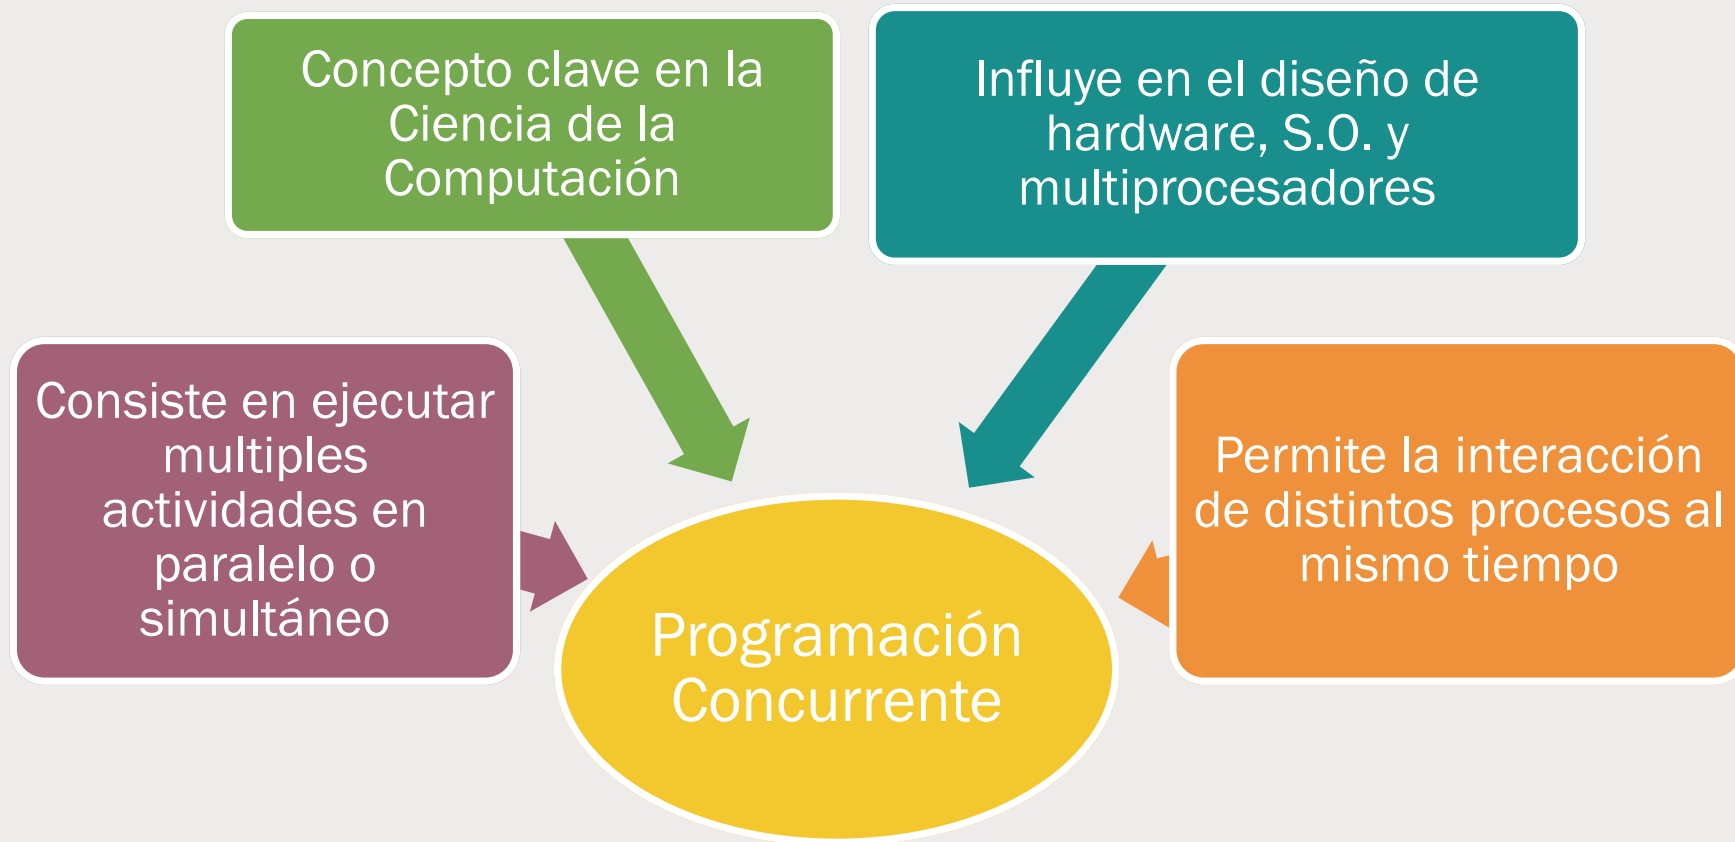 Concepto clave en la
Ciencia de la
Computación
Influye en el diseño de
hardware, S.O. y
multiprocesadores
Consiste en ejecutar
multiples
actividades en
paralelo o
simultáneo
Permite la interacción
de distintos procesos al
mismo tiempo
Programación
Concurrente